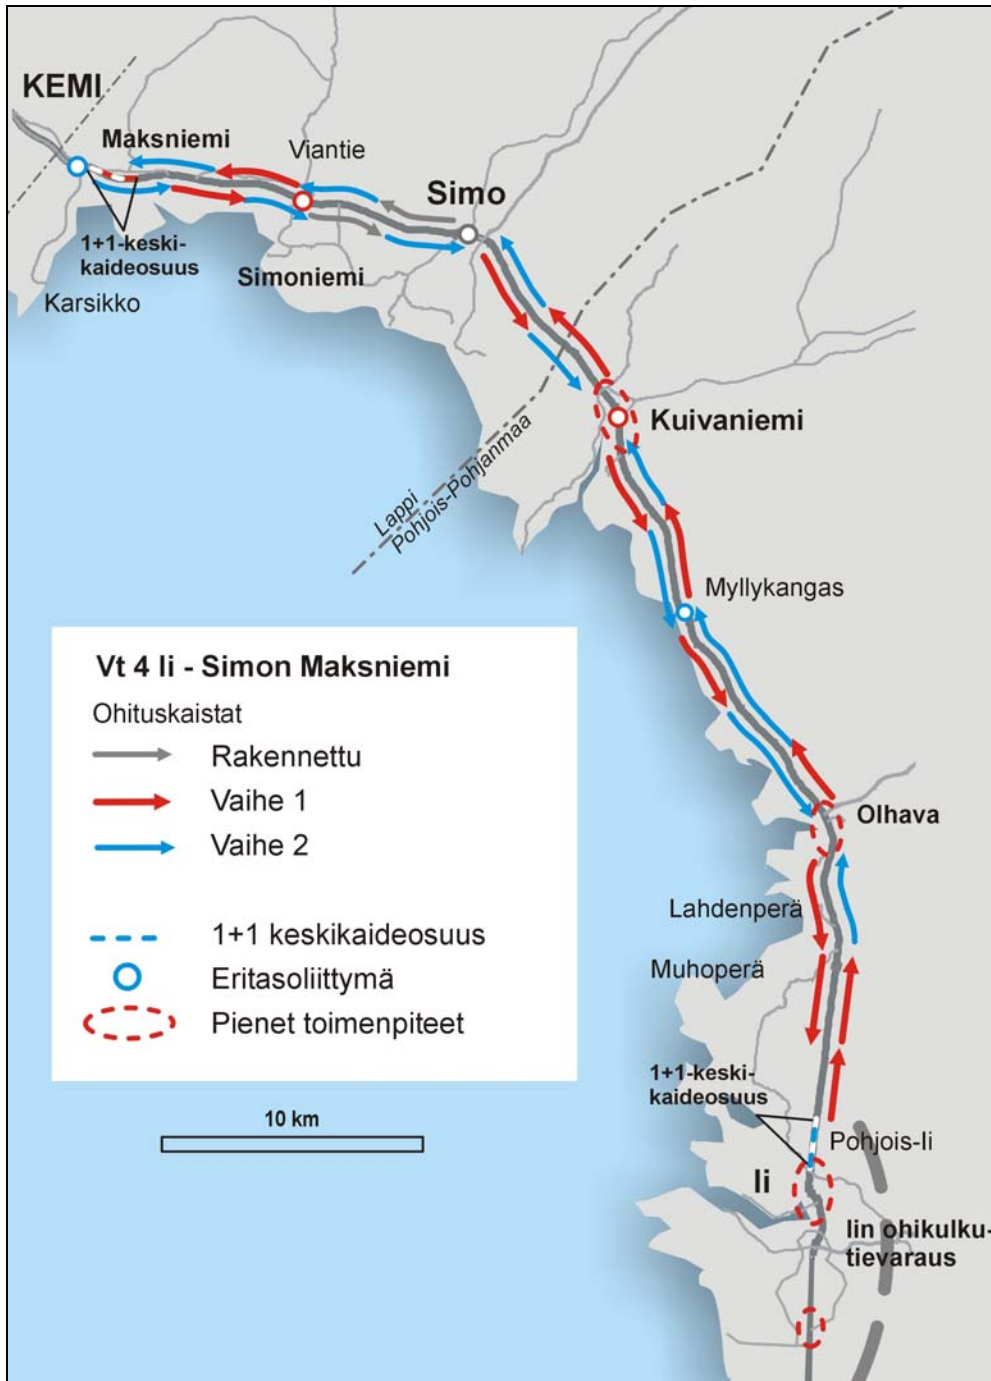 KEMI
Maksniemi
Viantie
Simo
1+1-keski-
kaideosuus
Simoniemi
Karsikko
Kuivaniemi
Lappi
Pohjois-Pohjanmaa
Myllykangas
Vt 4 Ii - Simon Maksniemi
Ohituskaistat
Rakennettu
Vaihe 1
Vaihe 2
1+1 keskikaideosuus
Eritasoliittymä
Pienet toimenpiteet
10 km
Olhava
Lahdenperä
Muhoperä
1+1-keski-
kaideosuus
Pohjois-Ii
Ii
Iin ohikulku-
tievaraus